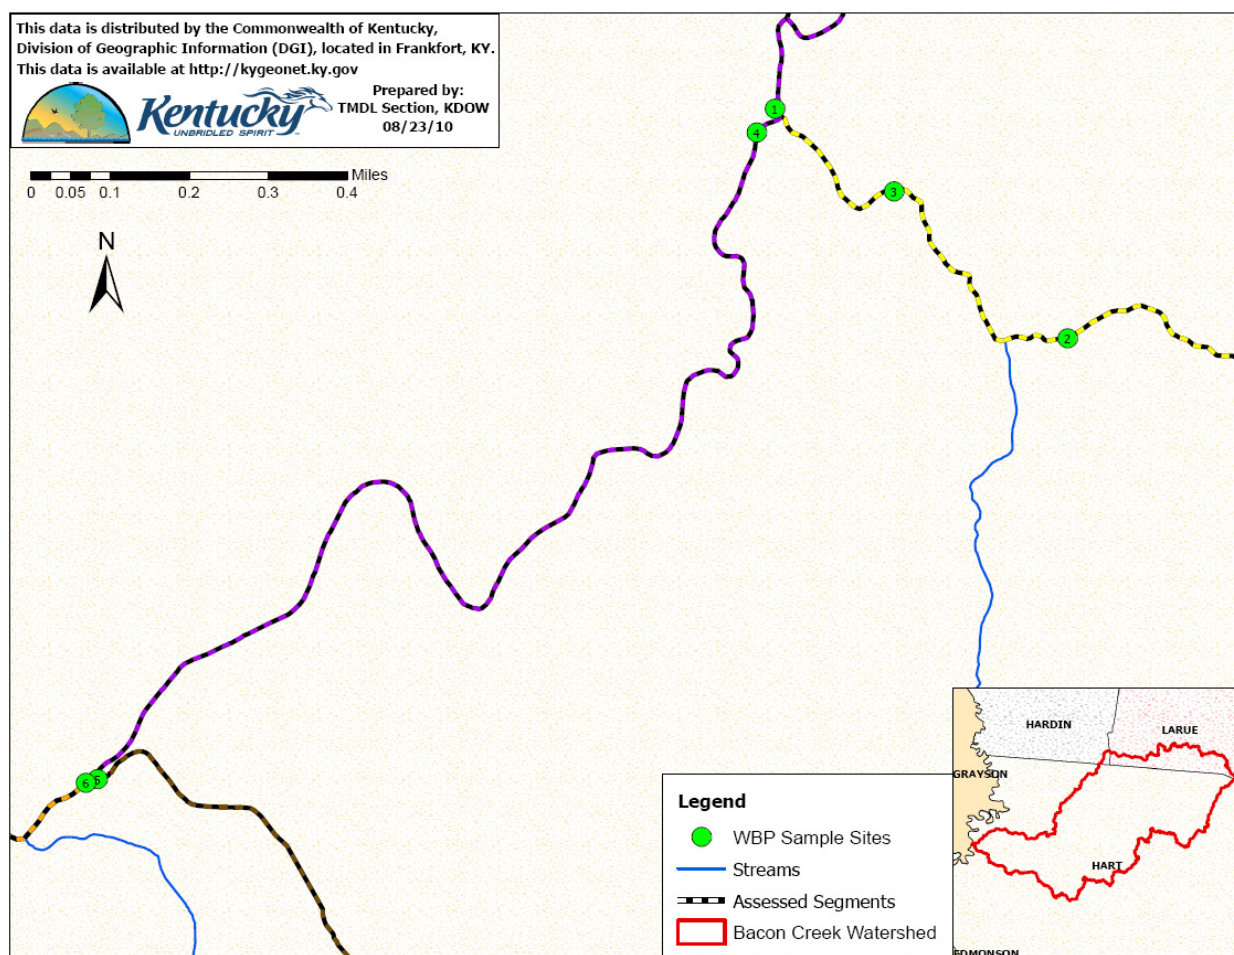 This data is distributed by the Commonwealth of Kentucky,
Division of Geographic Information (DGI), located in Frankfort, KY.
This data is available at http://kygeonet.ky.gov
Kentucky
UNBRIDLED SPIRIT
Prepared by:
TMDL Section, KDOW
08/23/10
Miles
0 0.05 0.1 0.2 0.3 0.4
N
1
4
3
2
6 5
HARDIN
LARUE
GRAYSON
HART
EDMONSON
Legend
WBP Sample Sites
Streams
Assessed Segments
Bacon Creek Watershed